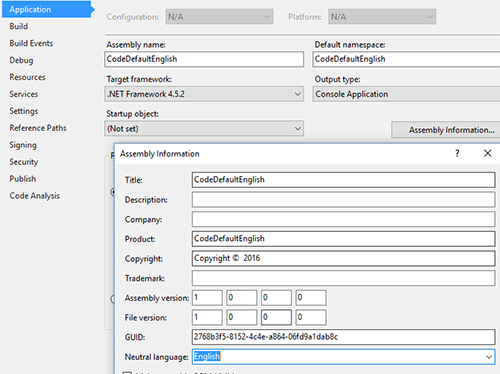 Application
Build
Build Events
Debug
Resources
Services
Settings
Reference Paths
Signing
Security
Publish
Code Analysis
Configuration: N/A Platform: N/A
Assembly name: Default namespace:
CodeDefaultEnglish CodeDefaultEnglish
Target framework: Output type:
.NET Framework 4.5.2 Console Application
Startup object:
(Not set) Assembly Information...
Assembly Information ? ×
Title: CodeDefaultEnglish
Description:
Company:
Product: CodeDefaultEnglish
Copyright: Copyright © 2016
Trademark:
Assembly version: 1 0 0 0
File version: 1 0 0 0
GUID: 2768b3f5-8152-4c4e-a864-06fd9a1dab8c
Neutral language: English